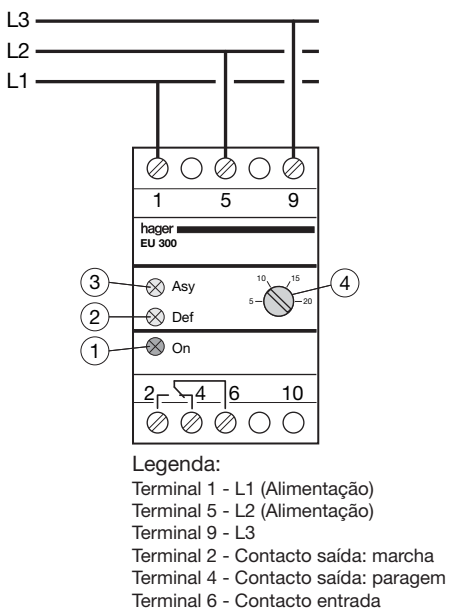 L3
L2
L1
1 5 9
hager
EU 300
10 15
3 Asy 5 20 4
2 Def
1 On
2 4 6 10
Legenda:
Terminal 1 - L1 (Alimentação)
Terminal 5 - L2 (Alimentação)
Terminal 9 - L3
Terminal 2 - Contacto saída: marcha
Terminal 4 - Contacto saída: paragem
Terminal 6 - Contacto entrada